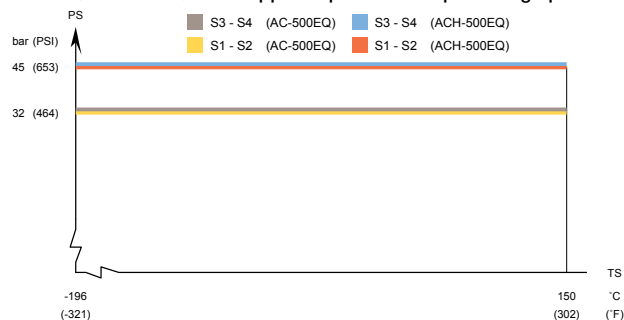 PS
S3 - S4 (AC-500EQ) S3 - S4 (ACH-500EQ)
bar (PSI) S1 - S2 (AC-500EQ) S1 - S2 (ACH-500EQ)
45 (653)
32 (464)
TS
-196 150 ˚C
(-321) (302) (˚F)